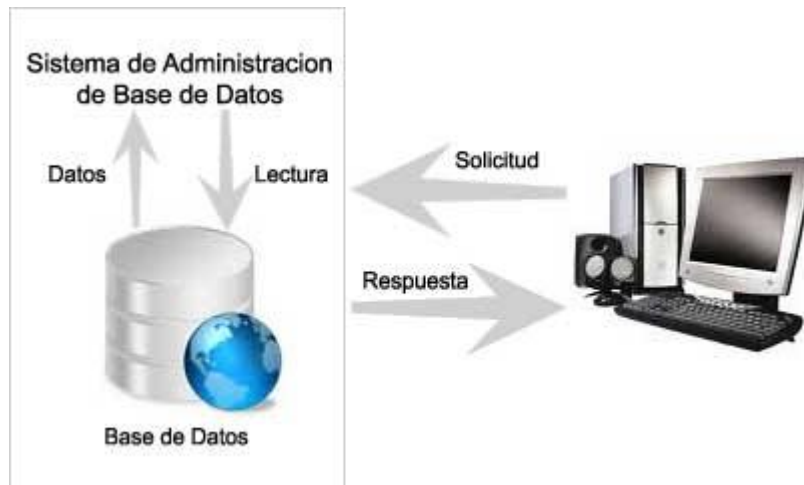 Sistema de Administracion
de Base de Datos
Datos
Lectura
Solicitud
Respuesta
Base de Datos